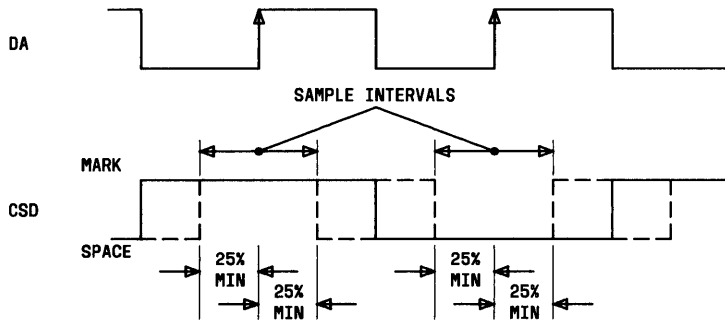 DA
SAMPLE INTERVALS
MARK
CSD
SPACE
25%
MIN
25%
MIN
25%
MIN
25%
MIN